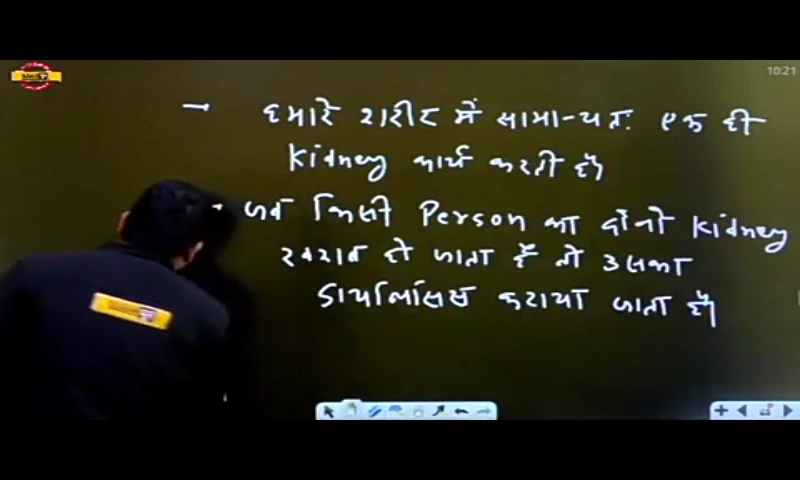 10:21
→ हमारे शरीर में सामान्यतः एक ही
Kidney कार्य करती हैं।
• जब किसी Person का दोनों Kidney
खराब हो जाता हैं तो उसका
डायलिसिस कराया जाता हैं।